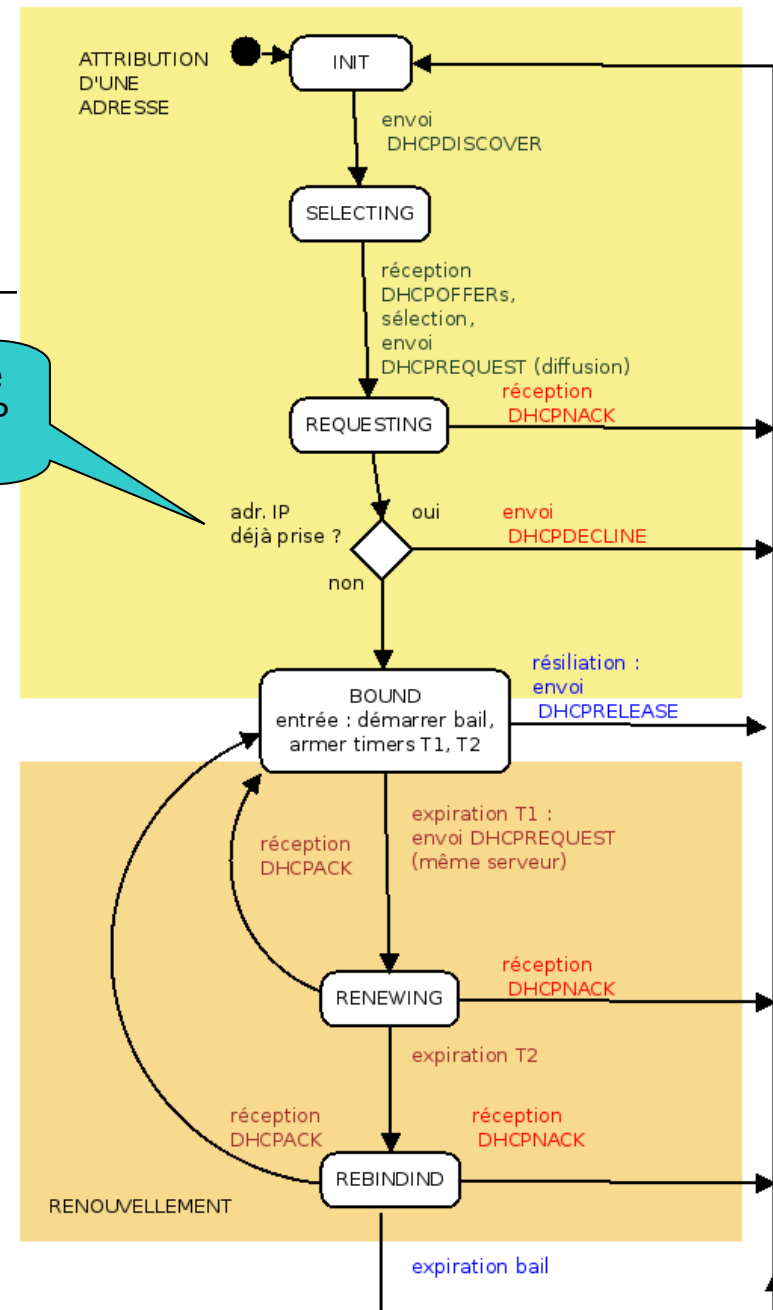 ATTRIBUTION
D'UNE
ADRESSE
INIT
envoi
DHCPDISCOVER
SELECTING
réception
DHCPOFFERs,
sélection,
envoi
DHCPREQUEST (diffusion)
REQUESTING
réception
DHCPNACK
adr. IP
déjà prise ?
oui
envoi
DHCPDECLINE
non
BOUND
entrée : démarrer bail,
armer timers T1, T2
résiliation :
envoi
DHCPRELEASE
expiration T1 :
envoi DHCPREQUEST
(même serveur)
réception
DHCPACK
RENEWING
réception
DHCPNACK
expiration T2
réception
DHCPACK
réception
DHCPNACK
REBINDIND
RENOUVELLEMENT
expiration bail